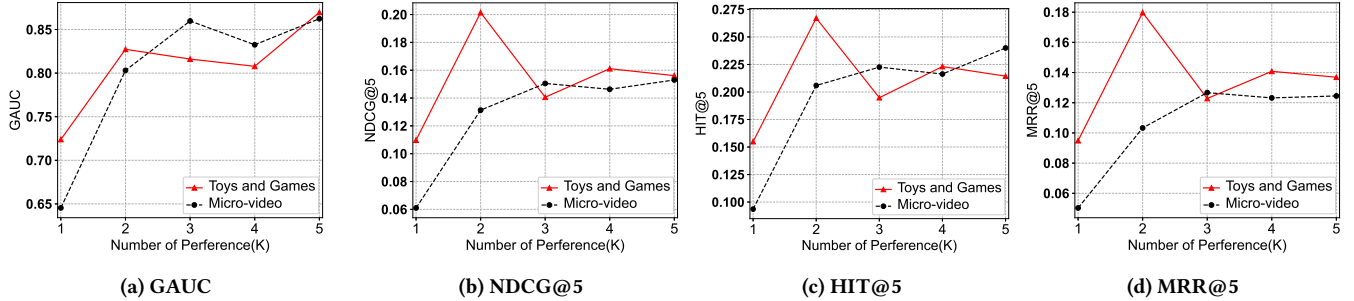 GAUC
0.85
0.80
0.75
0.70
0.65
Toys and Games
Micro-video
1 2 3 4 5
Number of Perference(K)
(a) GAUC
NDCG@5
0.20
0.18
0.16
0.14
0.12
0.10
0.08
0.06
Toys and Games
Micro-video
1 2 3 4 5
Number of Perference(K)
(b) NDCG@5
HIT@5
0.275
0.250
0.225
0.200
0.175
0.150
0.125
0.100
Toys and Games
Micro-video
1 2 3 4 5
Number of Perference(K)
(c) HIT@5
MRR@5
0.18
0.16
0.14
0.12
0.10
0.08
0.06
Toys and Games
Micro-video
1 2 3 4 5
Number of Perference(K)
(d) MRR@5